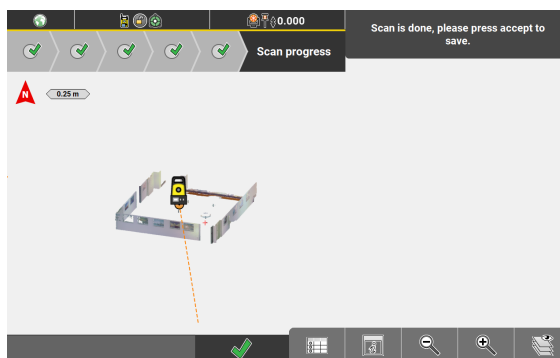 0.000
Scan is done, please press accept to
save.
Scan progress
N
0.25 m